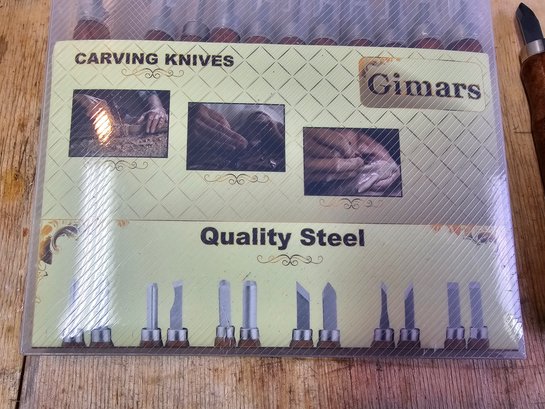 CARVING KNIVES
Gimars
Quality Steel